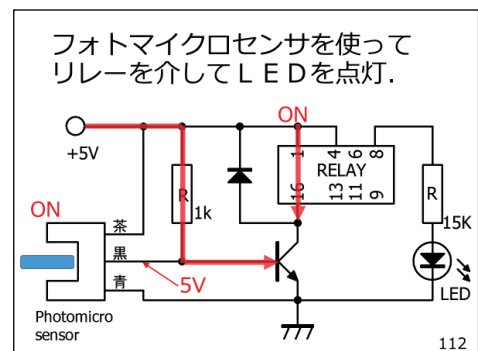 フォトマイクロセンサを使って
リレーを介してＬＥＤを点灯.
ON
+5V
1 4 6 8
RELAY
16 13 11 9
R
1k
R
15K
ON
茶
黒
青
5V
LED
Photomicro
sensor
112